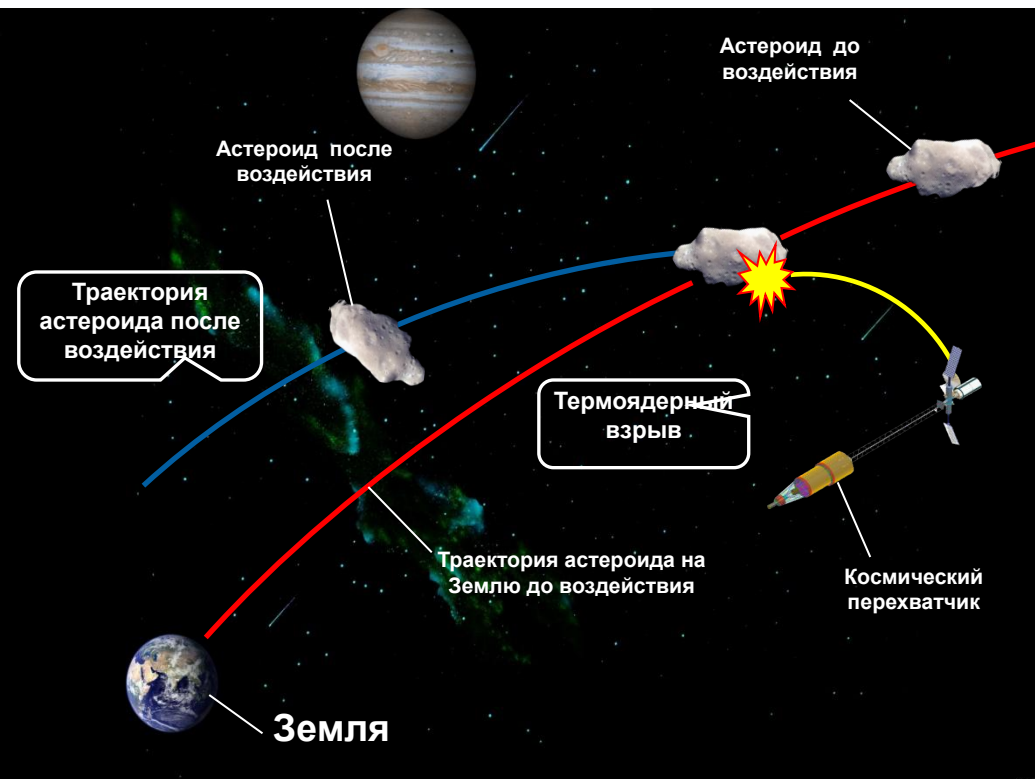 Астероид до
воздействия
Астероид после
воздействия
Траектория
астероида после
воздействия
Термоядерный
взрыв
Траектория астероида на
Землю до воздействия
Космический
перехватчик
Земля